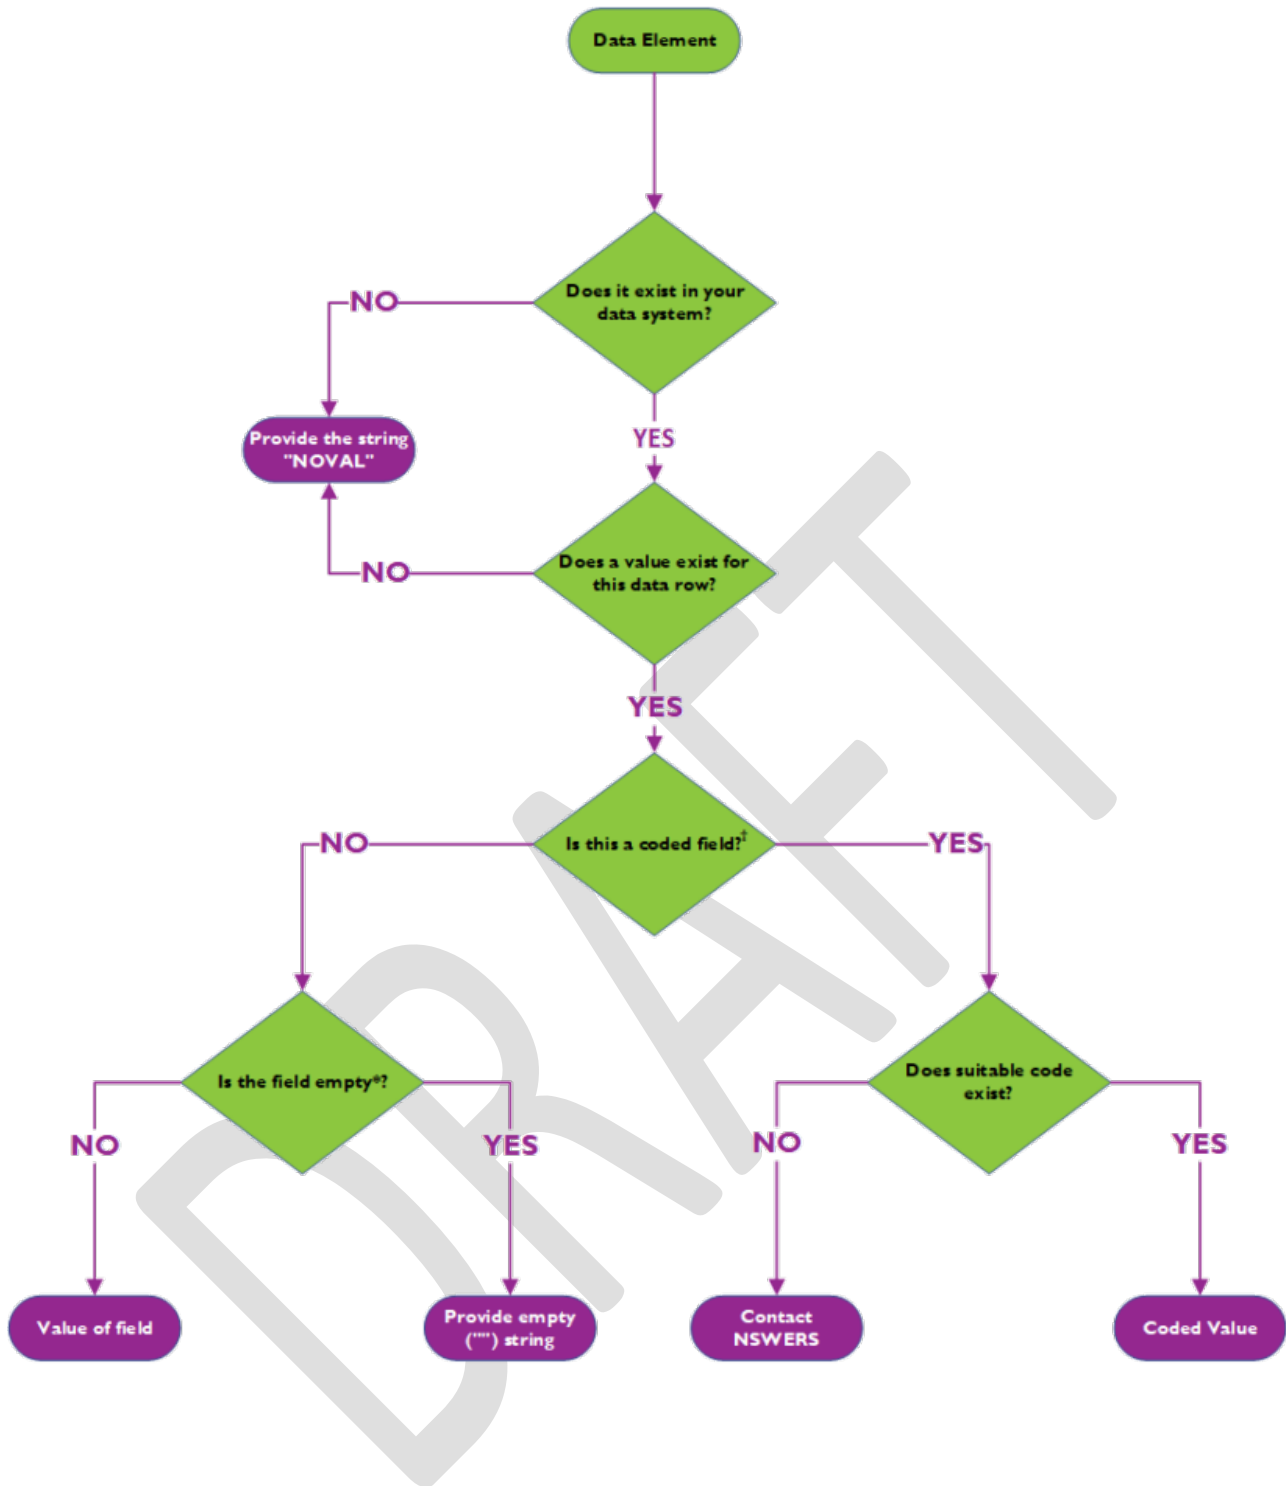 Data Element
Does it exist in your
data system?
NO
Provide the string
"NOVAL"
YES
Does a value exist for
this data row?
NO
YES
Is this a coded field?†
NO
YES
Is the field empty*?
Does suitable code
exist?
NO
YES
NO
YES
Value of field
Provide empty
("") string
Contact
NSWERS
Coded Value
DRAFT